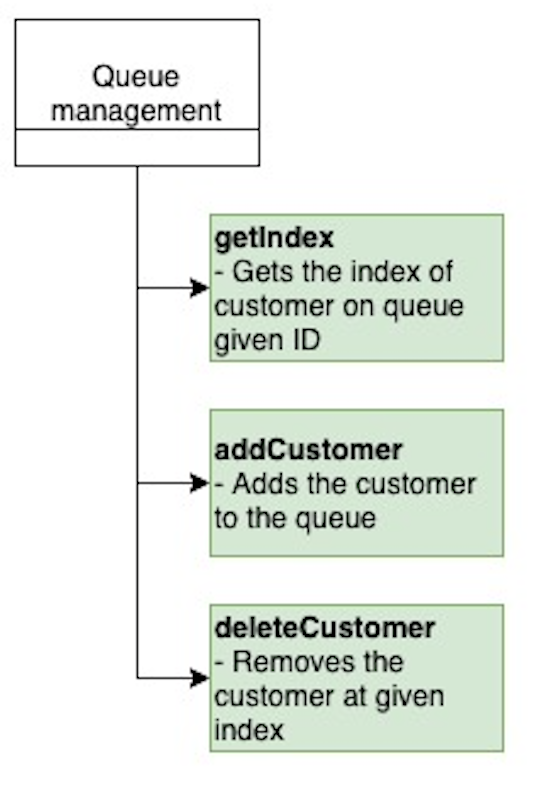 Queue
management
getIndex
- Gets the index of
customer on queue
given ID
addCustomer
- Adds the customer
to the queue
deleteCustomer
- Removes the
customer at given
index